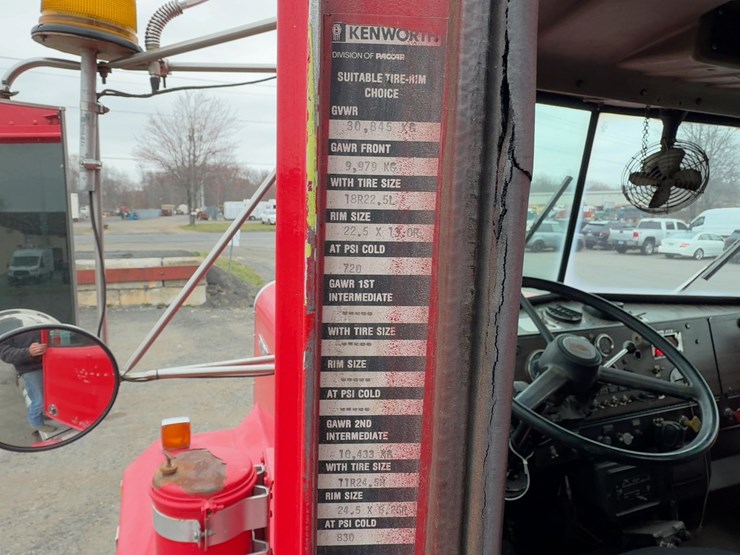 KENWORTH
DIVISION OF PACCAR
SUITABLE TIRE-RIM
CHOICE
GVWR
30,845 KG
GAWR FRONT
9,979 KG
WITH TIRE SIZE
18R22.5L
RIM SIZE
22.5 X 13.0R
AT PSI COLD
720
GAWR 1ST
INTERMEDIATE
*****
WITH TIRE SIZE
*****
RIM SIZE
*****
AT PSI COLD
*****
GAWR 2ND
INTERMEDIATE
10,433 KG
WITH TIRE SIZE
11R24.5H
RIM SIZE
24.5 X 8.25R
AT PSI COLD
830